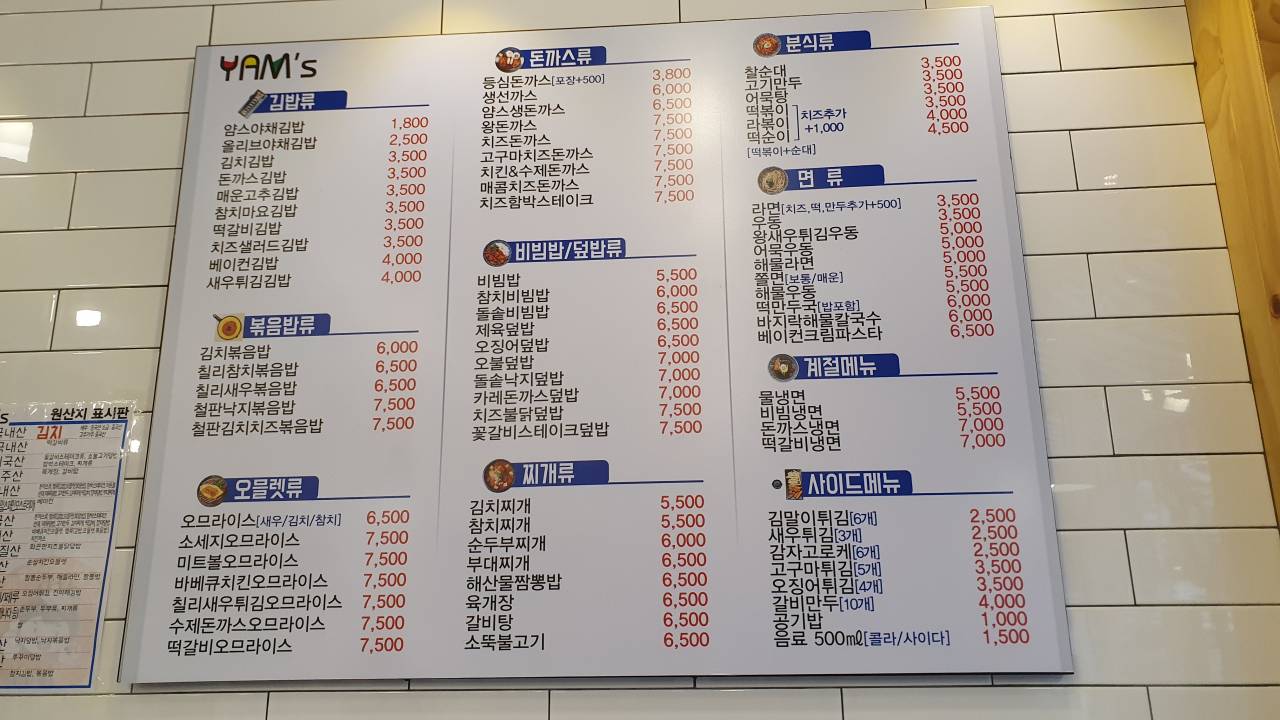 YAM's
김밥류
얌스야채김밥 1,800
올리브야채김밥 2,500
김치김밥 3,500
돈까스김밥 3,500
매운고추김밥 3,500
참치마요김밥 3,500
떡갈비김밥 3,500
치즈샐러드김밥 3,500
베이컨김밥 4,000
새우튀김김밥 4,000
볶음밥류
김치볶음밥 6,000
칠리참치볶음밥 6,500
칠리새우볶음밥 6,500
철판낙지볶음밥 7,500
철판김치치즈볶음밥 7,500
오믈렛류
오므라이스[새우/김치/참치] 6,500
소세지오므라이스 7,500
미트볼오므라이스 7,500
바베큐치킨오므라이스 7,500
칠리새우튀김오므라이스 7,500
수제돈까스오므라이스 7,500
떡갈비오므라이스 7,500
돈까스류
등심돈까스[포장+500] 3,800
생선까스 6,000
얌스생돈까스 6,500
왕돈까스 7,500
치즈돈까스 7,500
고구마치즈돈까스 7,500
치킨&수제돈까스 7,500
매콤치즈돈까스 7,500
치즈함박스테이크 7,500
비빔밥/덮밥류
비빔밥 5,500
참치비빔밥 6,000
돌솥비빔밥 6,500
제육덮밥 6,500
오징어덮밥 6,500
오불덮밥 7,000
돌솥낙지덮밥 7,000
카레돈까스덮밥 7,000
치즈불닭덮밥 7,500
꽃갈비스테이크덮밥 7,500
찌개류
김치찌개 5,500
참치찌개 5,500
순두부찌개 6,000
부대찌개 6,500
해산물짬뽕밥 6,500
육개장 6,500
갈비탕 6,500
소뚝불고기 6,500
분식류
찰순대 3,500
고기만두 3,500
어묵탕 3,500
떡볶이 3,500
라볶이 4,000
떡순이 4,500
치즈추가
+1,000
[떡볶이+순대]
면 류
라면[치즈,떡,만두추가+500] 3,500
우동 3,500
왕새우튀김우동 5,000
어묵우동 5,000
해물라면 5,000
쫄면[보통/매운] 5,500
해물우동 5,500
떡만두국[밥포함] 6,000
바지락해물칼국수 6,000
베이컨크림파스타 6,500
계절메뉴
물냉면 5,500
비빔냉면 5,500
돈까스냉면 7,000
떡갈비냉면 7,000
사이드메뉴
김말이튀김[6개] 2,500
새우튀김[3개] 2,500
감자고로케[6개] 2,500
고구마튀김[5개] 3,500
오징어튀김[4개] 3,500
갈비만두[10개] 4,000
공기밥 1,000
음료 500㎖[콜라/사이다] 1,500
원산지 표시판
김치
떡갈비류